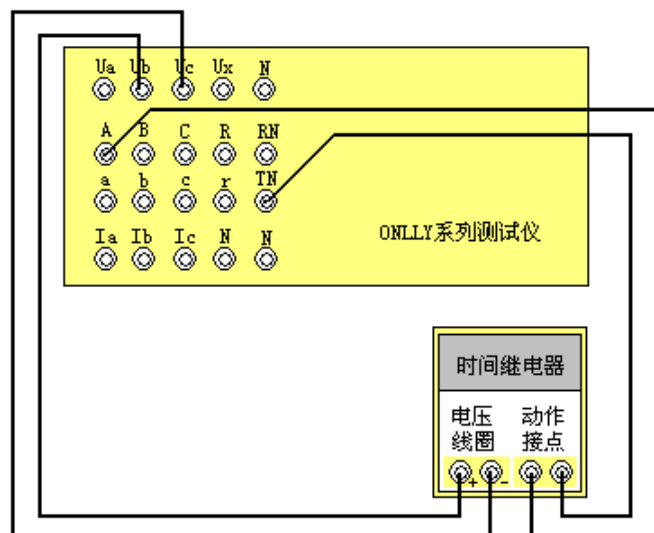 Ua Ub Uc Ux N
A B C R RN
a b c r TN
Ia Ib Ic N N
ONLLY系列测试仪
时间继电器
电压 动作
线圈 接点
+ -